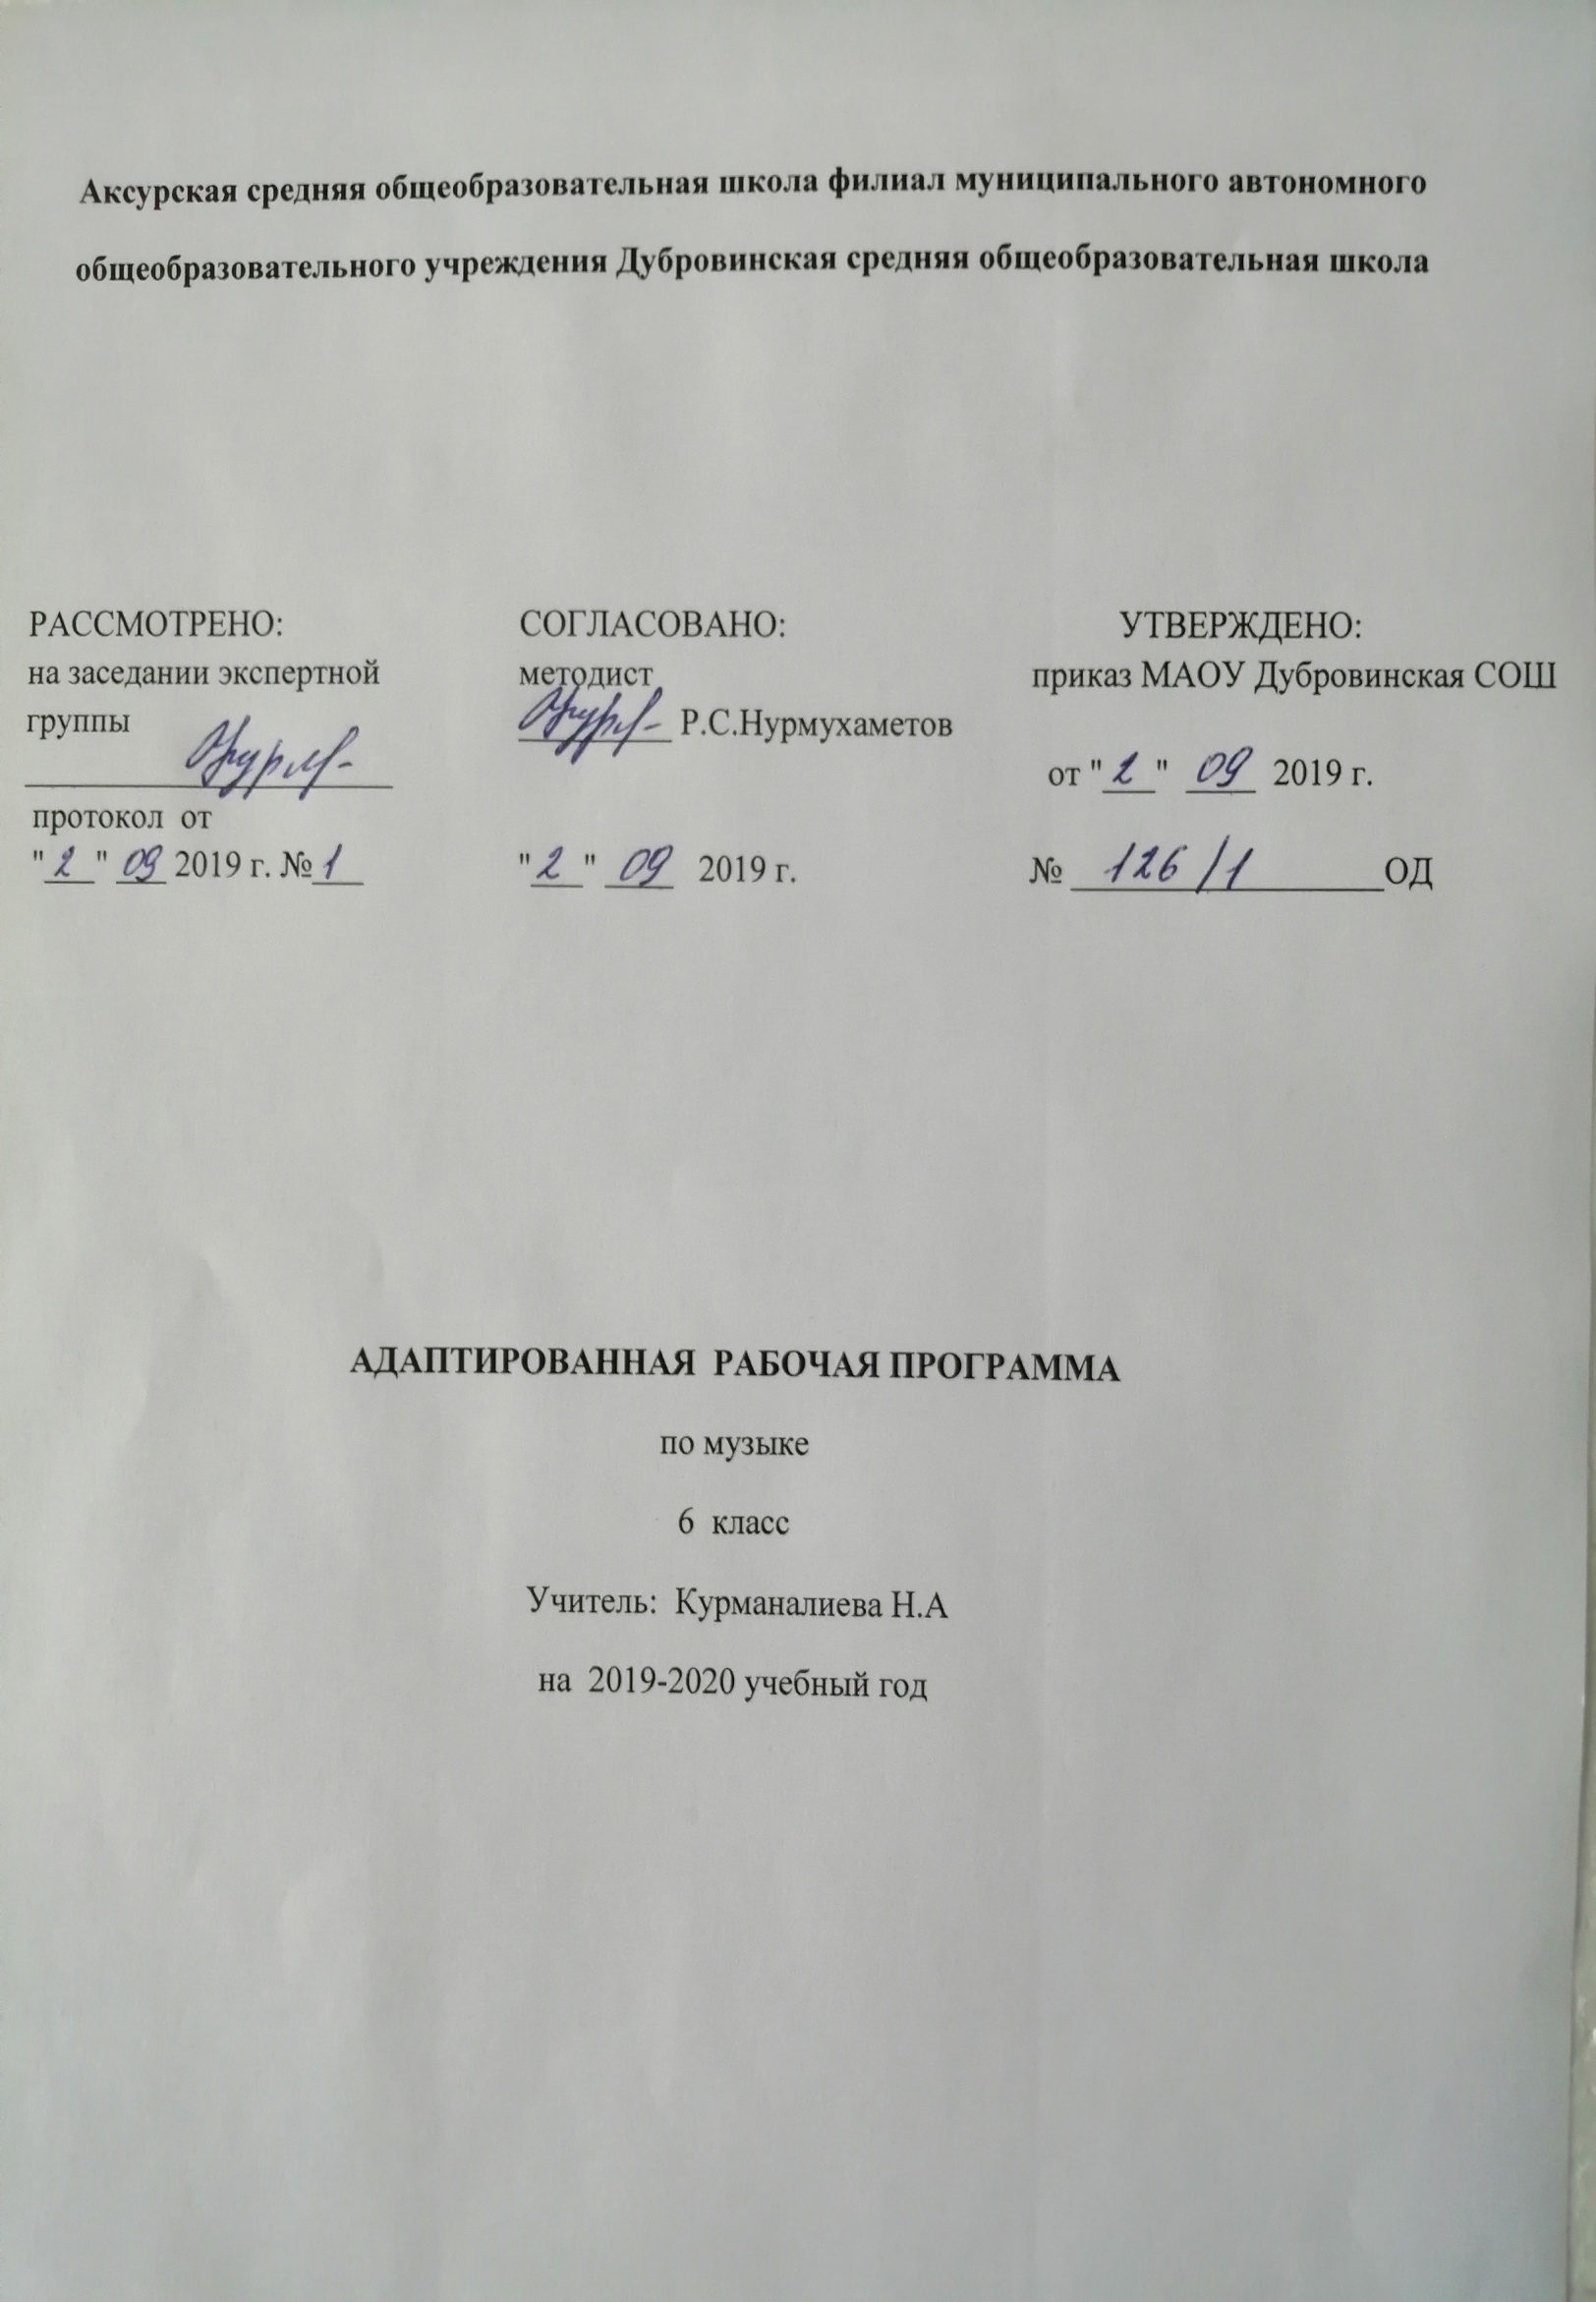 Аксурская средняя общеобразовательная школа филиал муниципального автономного
общеобразовательного учреждения Дубровинская средняя общеобразовательная школа
РАССМОТРЕНО:
на заседании экспертной
группы
протокол от
"2" 09 2019 г. №1
СОГЛАСОВАНО:
методист
Р.С.Нурмухаметов
"2" 09 2019 г.
УТВЕРЖДЕНО:
приказ МАОУ Дубровинская СОШ
от "2" 09 2019 г.
№ 126/1 ОД
АДАПТИРОВАННАЯ РАБОЧАЯ ПРОГРАММА
по музыке
6 класс
Учитель: Курманалиева Н.А
на 2019-2020 учебный год